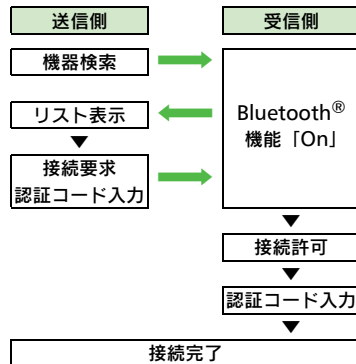 送信側
受信側
機器検索
リスト表示
Bluetooth®
機能「On」
接続要求
認証コード入力
接続許可
認証コード入力
接続完了